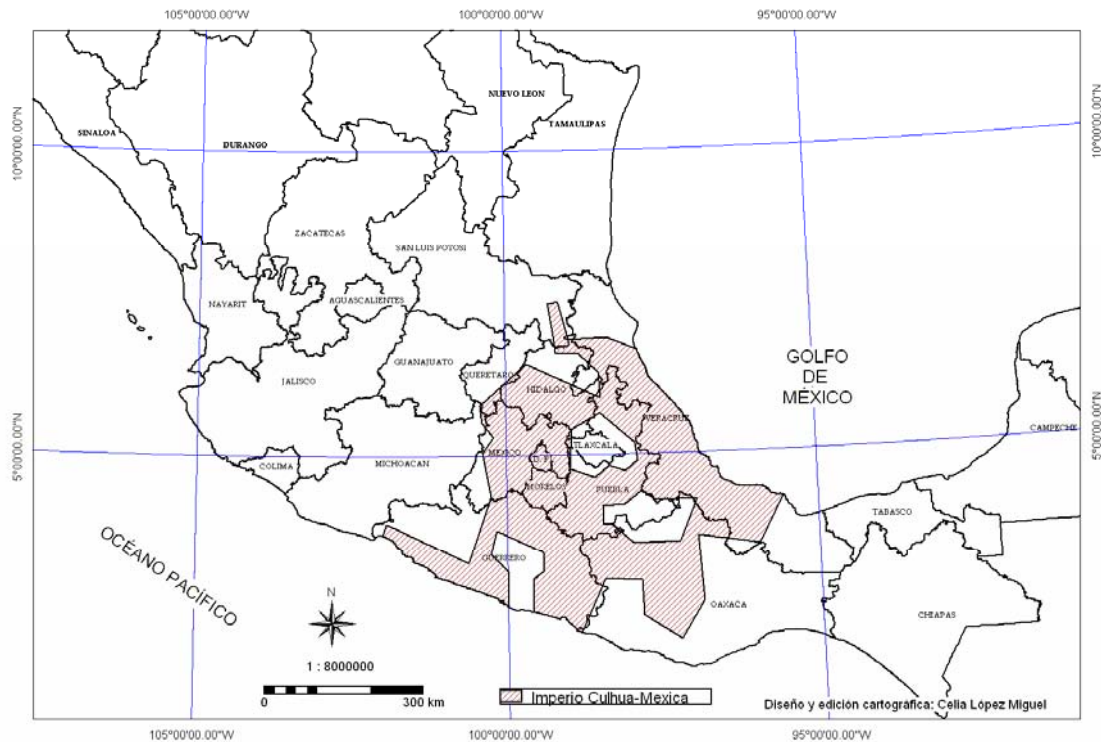 105°00'00.00"W
100°00'00.00"W
95°00'00.00"W
NUEVO LEON
10°00'00.00"N
10°00'00.00"N
SINALOA
TAMAULIPAS
DURANGO
ZACATECAS
SAN LUIS POTOSI
NAYARIT
AGUASCALIENTES
GUANAJUATO
QUERETARO
JALISCO
HIDALGO
GOLFO
DE
MÉXICO
VERACRUZ
CAMPECHE
5°00'00.00"N
5°00'00.00"N
TLAXCALA
MEXICO
D. F.
COLIMA
MICHOACAN
MORELOS
PUEBLA
TABASCO
OCÉANO PACÍFICO
GUERRERO
OAXACA
CHIAPAS
N
1 : 8000000
0
300 km
Imperio Culhua-Mexica
Diseño y edición cartográfica: Celia López Miguel
105°00'00.00"W
100°00'00.00"W
95°00'00.00"W